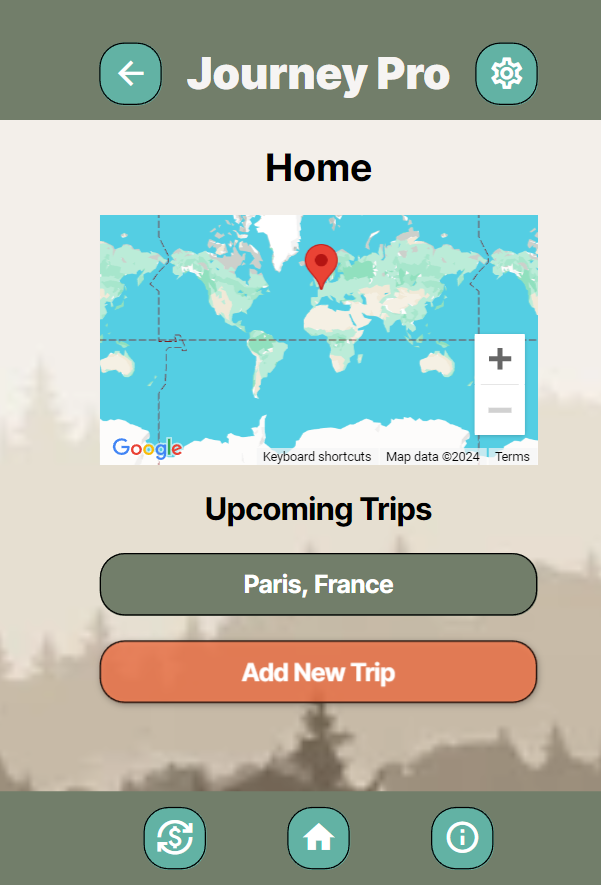 Journey Pro
Home
Google
Keyboard shortcuts Map data ©2024 Terms
Upcoming Trips
Paris, France
Add New Trip